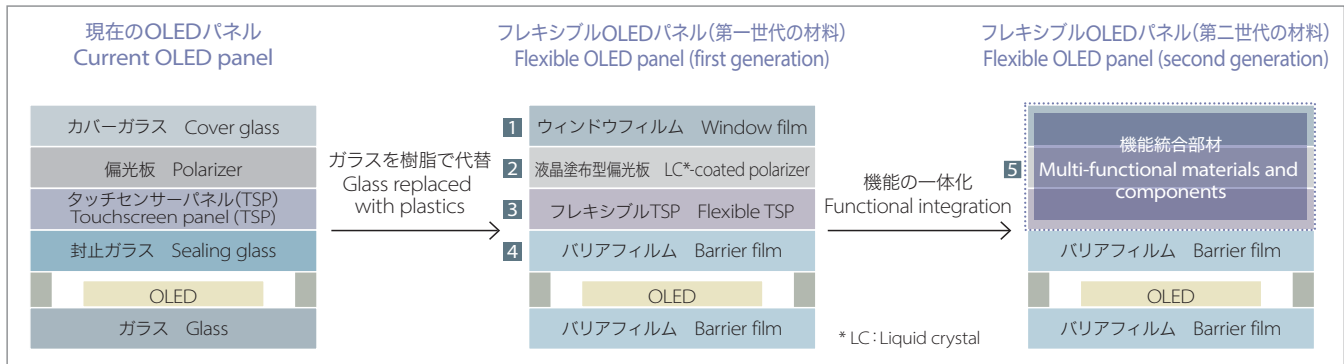 現在のOLEDパネル
Current OLED panel
カバーガラス Cover glass
偏光板 Polarizer
タッチセンサーパネル(TSP)
Touchscreen panel (TSP)
封止ガラス Sealing glass
OLED
ガラス Glass
ガラスを樹脂で代替
Glass replaced
with plastics
フレキシブルOLEDパネル(第一世代の材料)
Flexible OLED panel (first generation)
1 ウィンドウフィルム Window film
2 液晶塗布型偏光板 LC*-coated polarizer
3 フレキシブルTSP Flexible TSP
4 バリアフィルム Barrier film
OLED
バリアフィルム Barrier film
機能の一体化
Functional integration
* LC:Liquid crystal
フレキシブルOLEDパネル(第二世代の材料)
Flexible OLED panel (second generation)
5 機能統合部材
Multi-functional materials and
components
バリアフィルム Barrier film
OLED
バリアフィルム Barrier film